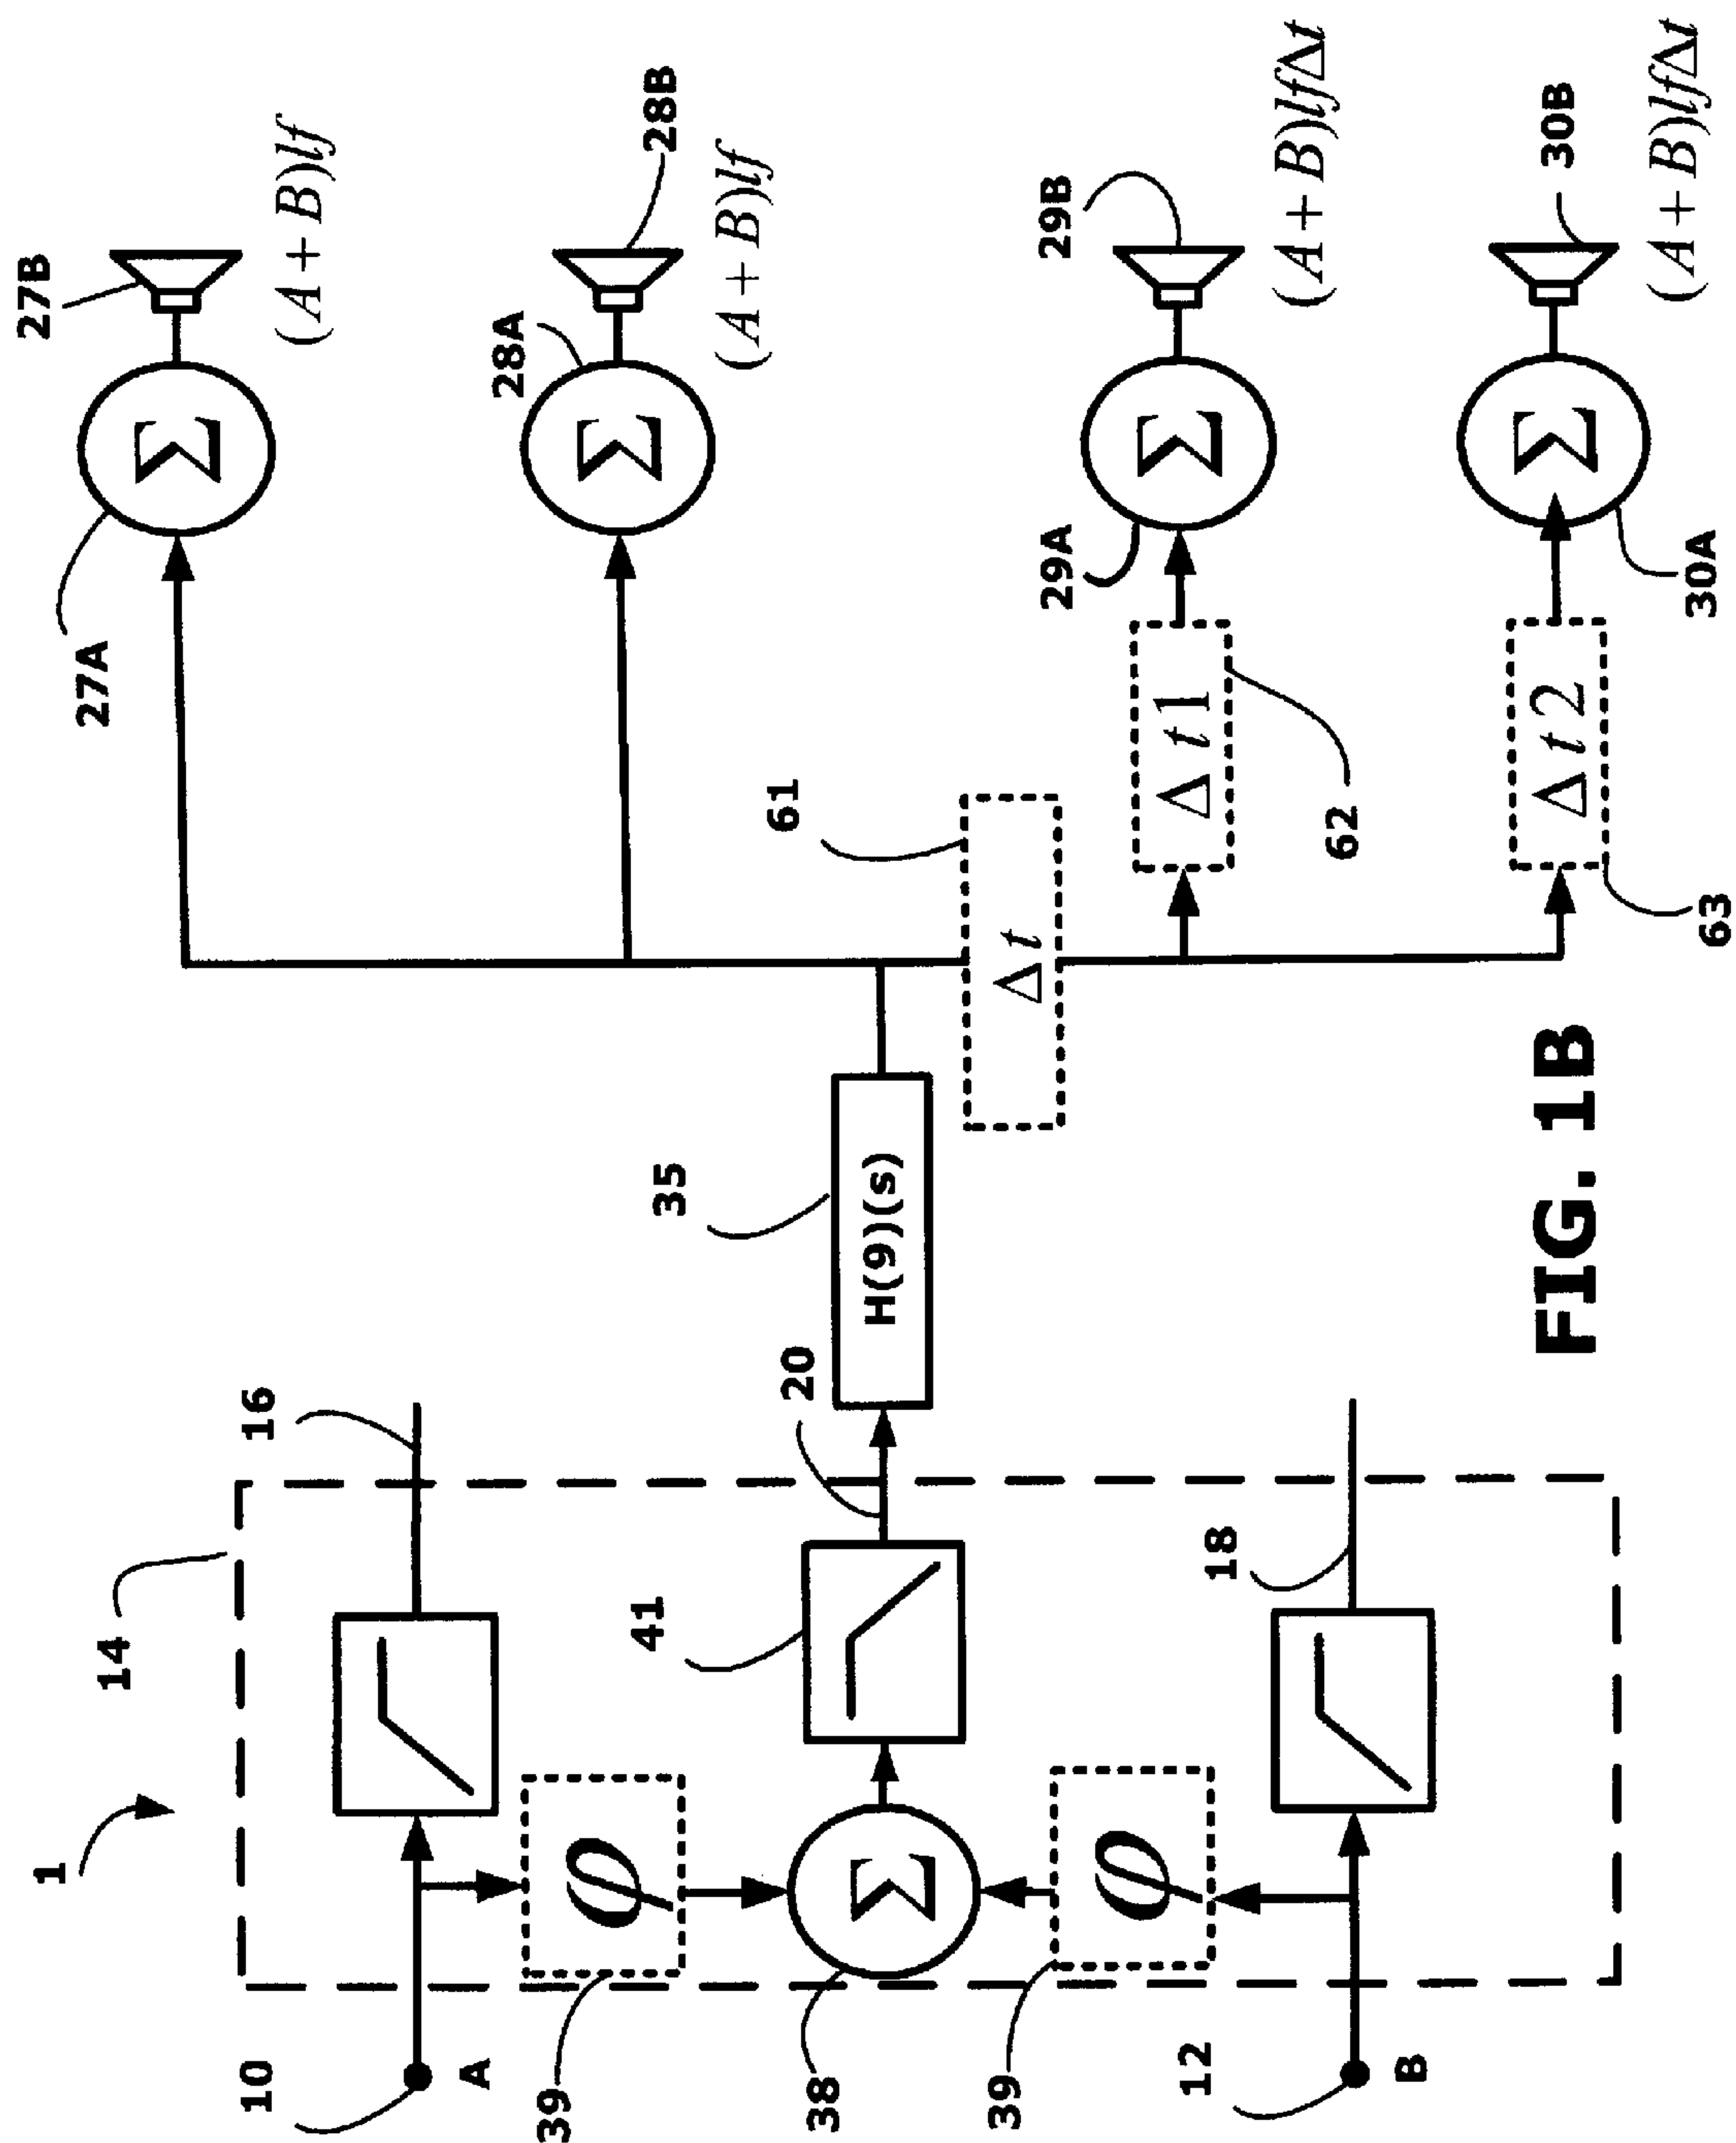 1
14
10
A
16
39
φ
38
Σ
41
20
35
H(9)(s)
39
φ
12
B
18
61
Δt
27A
Σ
27B
(A+B)lf
28A
Σ
28B
(A+B)lf
62
Δt1
29A
Σ
29B
(A+B)lfΔt
63
Δt2
30A
Σ
30B
(A+B)lfΔt
FIG. 1B